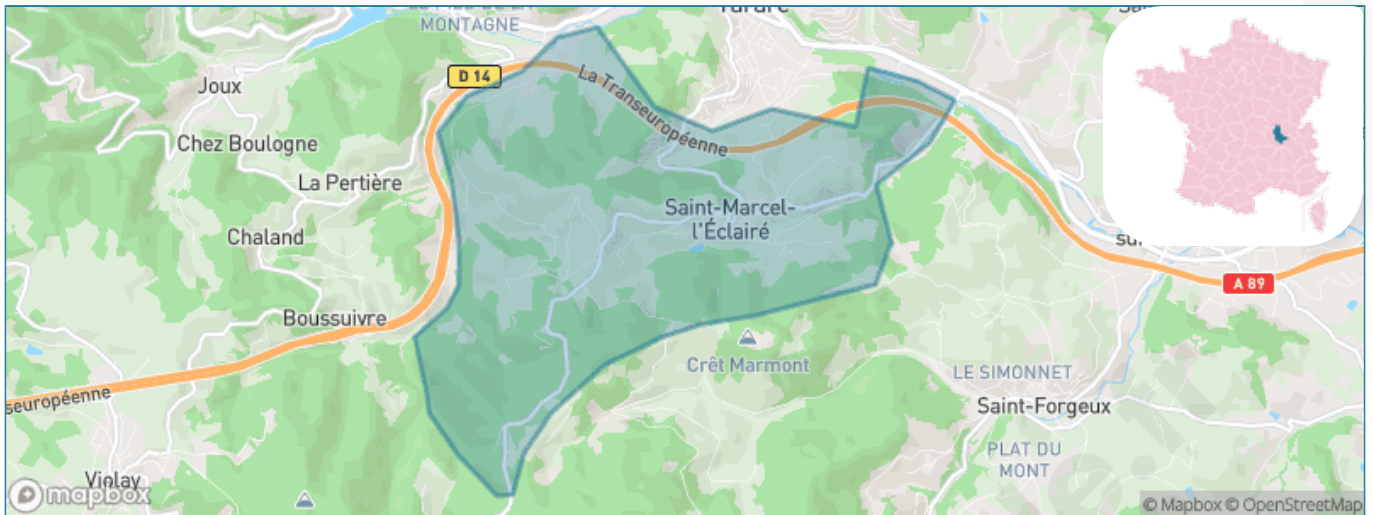 MONTAGNE
D 14
Joux
La Transeuropéenne
Chez Boulogne
La Pertière
Saint-Marcel-
l'Éclairé
Chaland
A 89
Boussuivre
Crêt Marmont
LE SIMONNET
seuropéenne
Saint-Forgeux
PLAT DU
MONT
Violay
mapbox
© Mapbox © OpenStreetMap